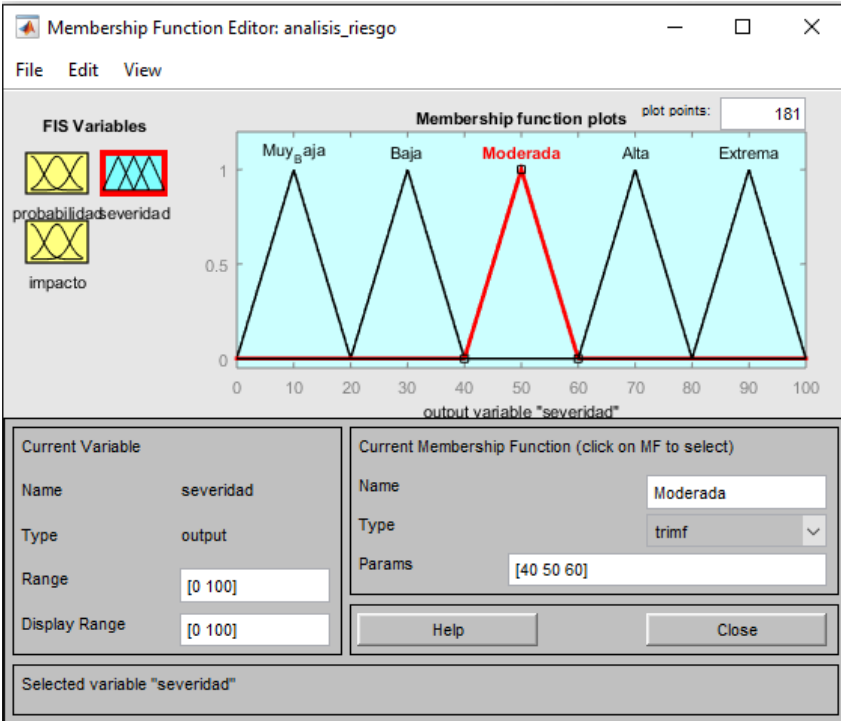 Membership Function Editor: analisis_riesgo
File Edit View
FIS Variables
probabilidad
severidad
impacto
Membership function plots
plot points:
181
Muy_Baja Baja Moderada Alta Extrema
1
0.5
0
0 10 20 30 40 50 60 70 80 90 100
output variable "severidad"
Current Variable
Name severidad
Type output
Range [0 100]
Display Range [0 100]
Current Membership Function (click on MF to select)
Name Moderada
Type trimf
Params [40 50 60]
Help Close
Selected variable "severidad"